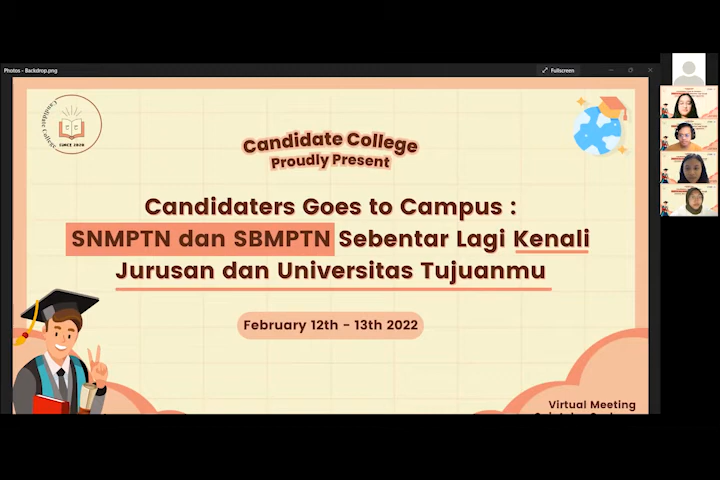 Photos - Backdrop.png
Fullscreen
Candidate College
SINCE 2020
Candidate College
Proudly Present
Candidaters Goes to Campus :
SNMPTN dan SBMPTN Sebentar Lagi Kenali
Jurusan dan Universitas Tujuanmu
February 12th - 13th 2022
Virtual Meeting